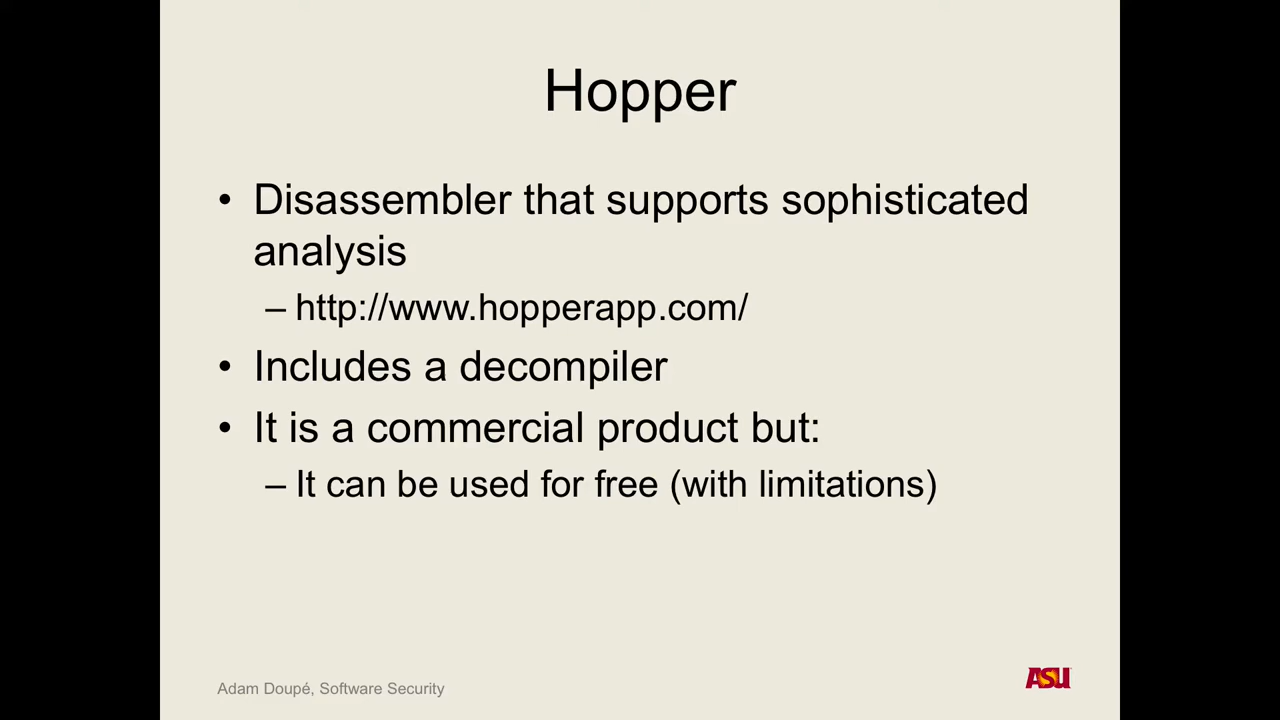 Hopper
• Disassembler that supports sophisticated
analysis
– http://www.hopperapp.com/
• Includes a decompiler
• It is a commercial product but:
– It can be used for free (with limitations)
Adam Doupé, Software Security
ASU